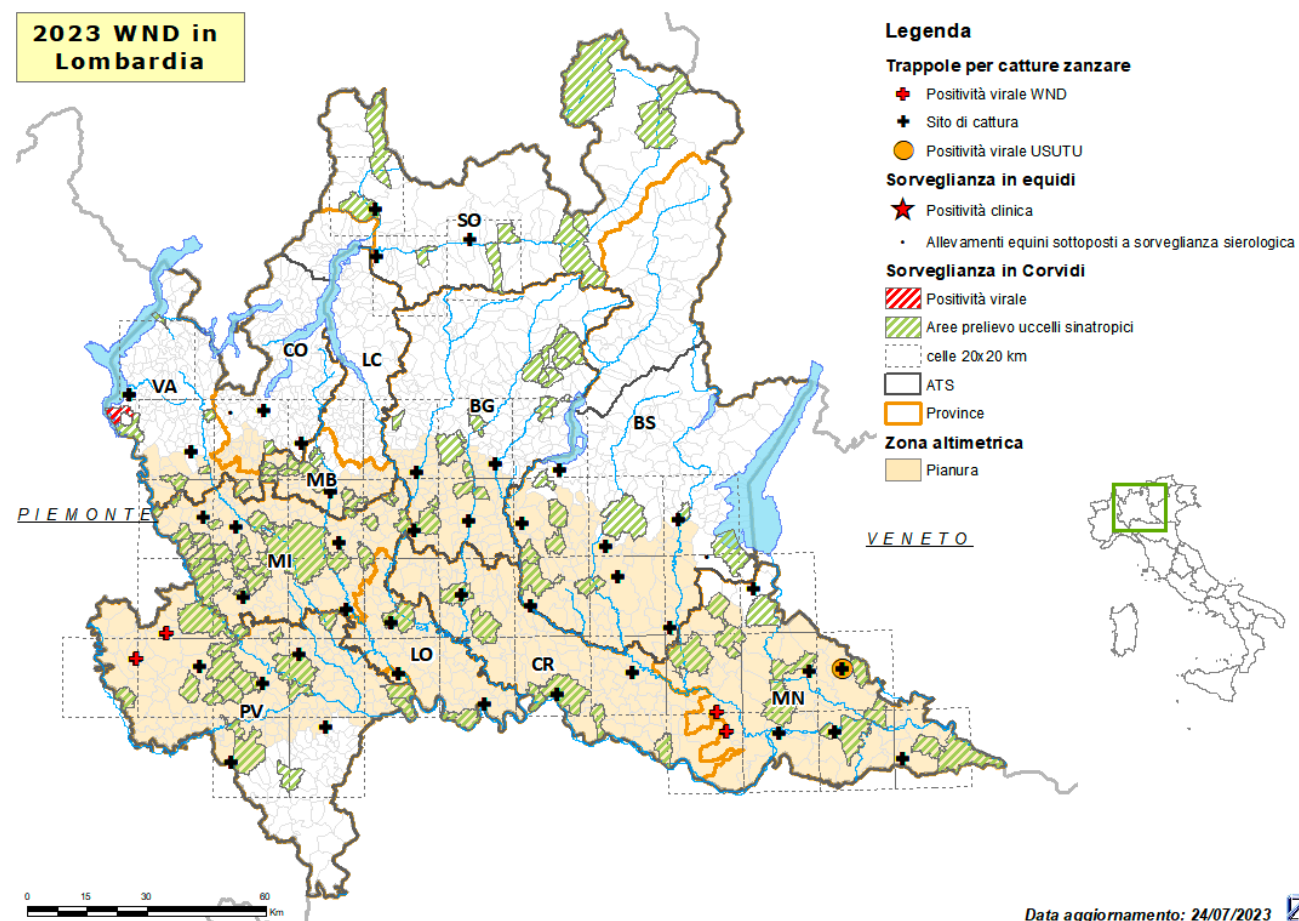 2023 WND in
Lombardia
Legenda
Trappole per catture zanzare
Positività virale WND
Sito di cattura
Positività virale USUTU
Sorveglianza in equidi
Positività clinica
Allevamenti equini sottoposti a sorveglianza sierologica
Sorveglianza in Corvidi
Positività virale
Aree prelievo uccelli sinatropici
celle 20x20 km
ATS
Province
Zona altimetrica
Pianura
SO
CO
LC
VA
BG
BS
MB
PIEMONTE
MI
VENETO
LO
CR
PV
MN
0 15 30 60
Km
Data aggiornamento: 24/07/2023